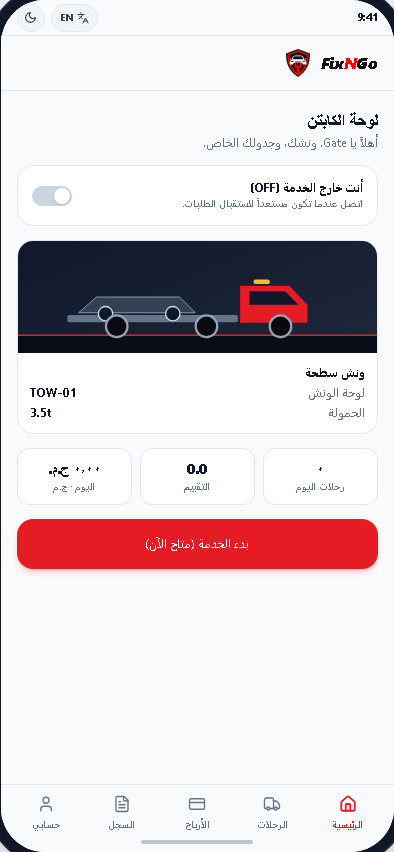 EN
9:41
FixNGo
لوحة الكابتن
أهلاً يا Gate. ونشك، وجدولك الخاص.
أنت خارج الخدمة (OFF)
اتصل عندما تكون مستعداً لاستقبال الطلبات.
ونش سطحة
لوحة الونش TOW-01
الحمولة 3.5t
٠ 0.0 ٠٫٠٠ ج.م.
رحلات اليوم التقييم اليوم · ج.م
بدء الخدمة (متاح الآن)
الرئيسية الرحلات الأرباح السجل حسابي